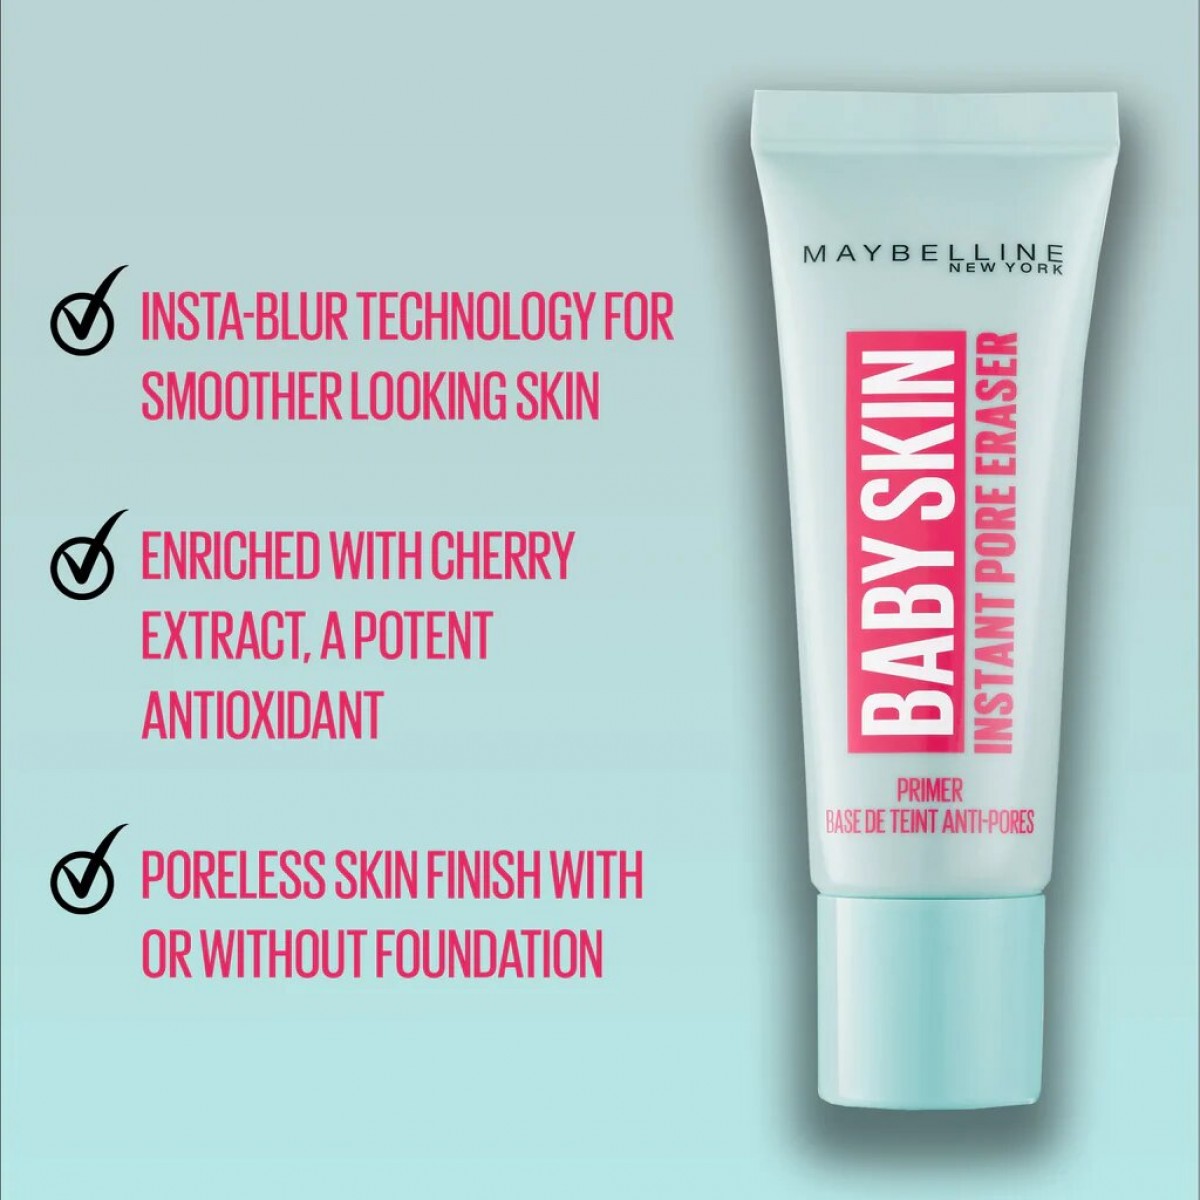 INSTA-BLUR TECHNOLOGY FOR
SMOOTHER LOOKING SKIN
ENRICHED WITH CHERRY
EXTRACT, A POTENT
ANTIOXIDANT
PORELESS SKIN FINISH WITH
OR WITHOUT FOUNDATION
MAYBELLINE
NEW YORK
BABY SKIN
INSTANT PORE ERASER
PRIMER
BASE DE TEINT ANTI-PORES